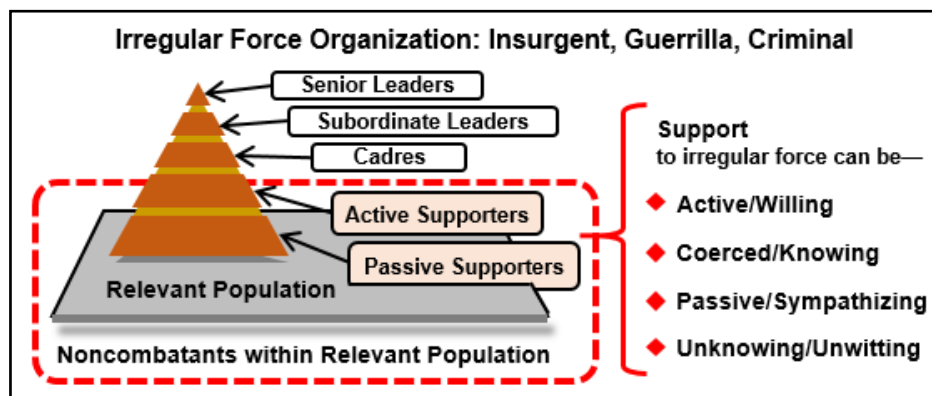 Irregular Force Organization: Insurgent, Guerrilla, Criminal
Senior Leaders
Subordinate Leaders
Cadres
Active Supporters
Passive Supporters
Relevant Population
Noncombatants within Relevant Population
Support
to irregular force can be—
Active/Willing
Coerced/Knowing
Passive/Sympathizing
Unknowing/Unwitting